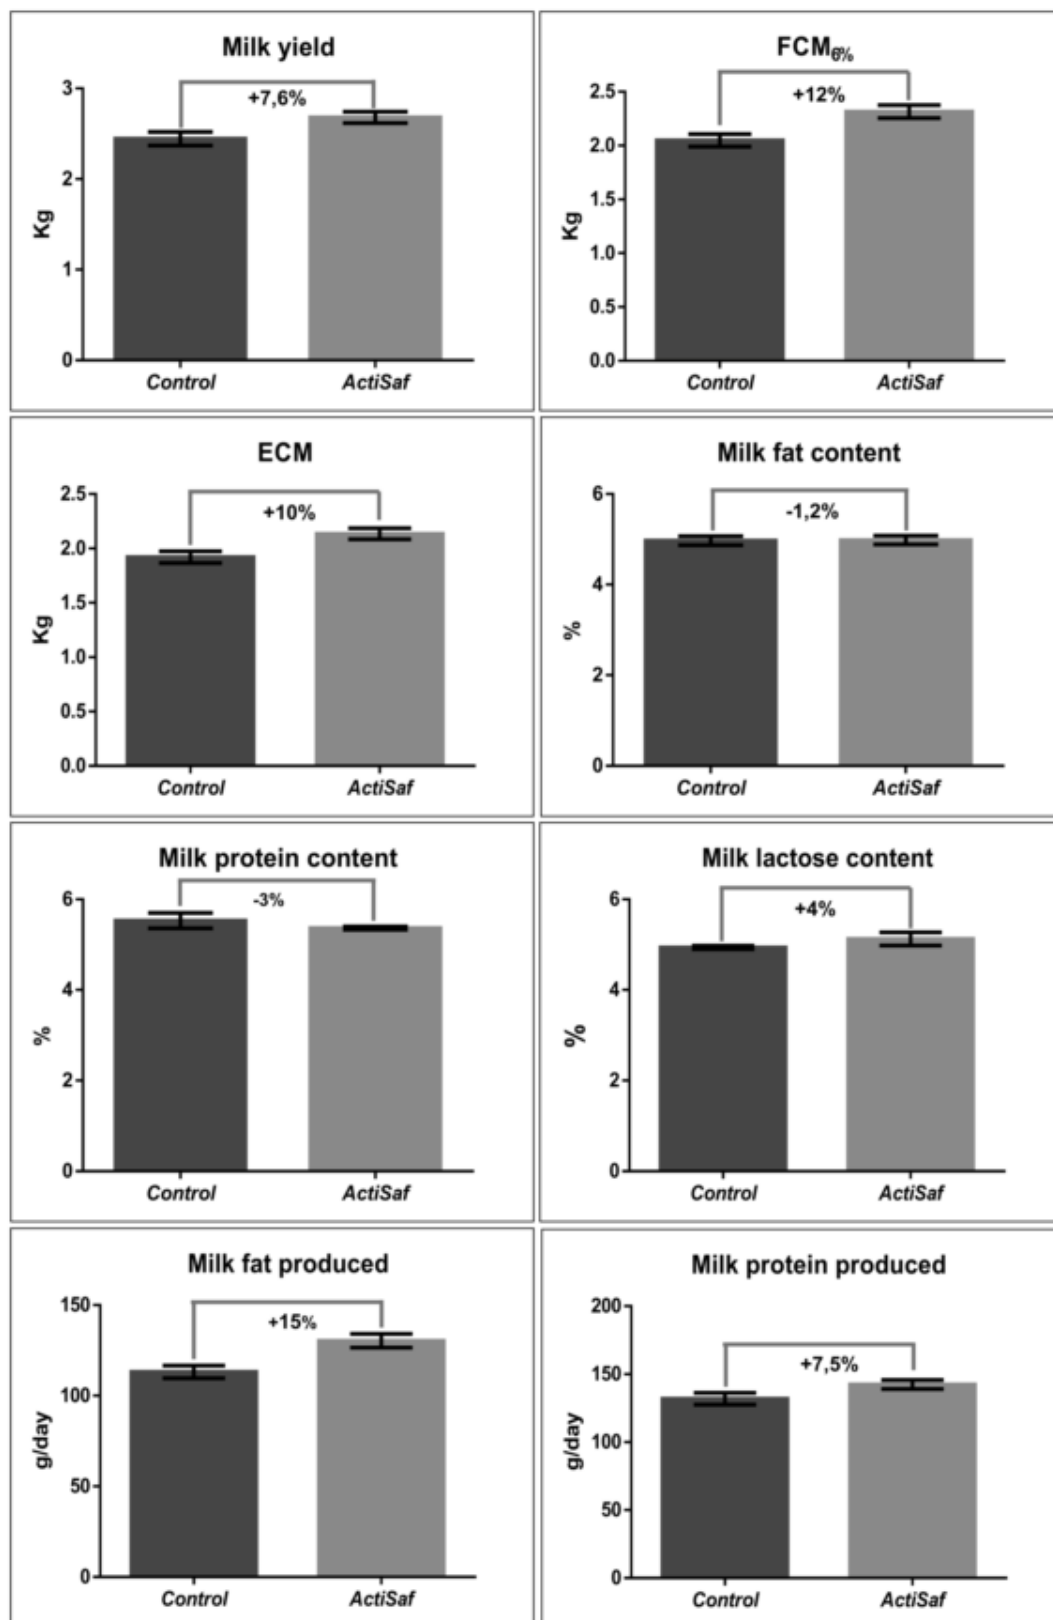 Milk yield
+7,6%
3
2
1
0
Kg
Control ActiSaf
FCM6%
+12%
2.5
2.0
1.5
1.0
0.5
0.0
Kg
Control ActiSaf
ECM
+10%
2.5
2.0
1.5
1.0
0.5
0.0
Kg
Control ActiSaf
Milk fat content
-1,2%
6
4
2
0
%
Control ActiSaf
Milk protein content
-3%
6
4
2
0
%
Control ActiSaf
Milk lactose content
+4%
6
4
2
0
%
Control ActiSaf
Milk fat produced
+15%
150
100
50
0
g/day
Control ActiSaf
Milk protein produced
+7,5%
200
150
100
50
0
g/day
Control ActiSaf